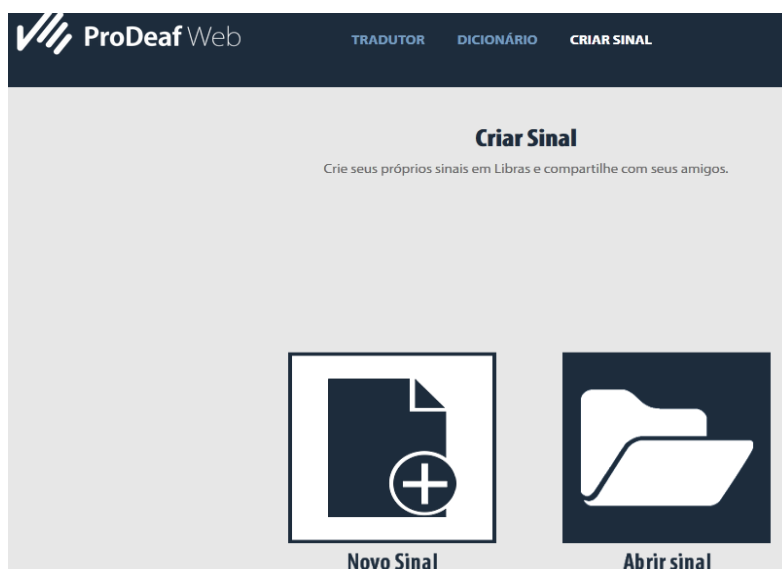 ProDeaf Web
TRADUTOR DICIONÁRIO CRIAR SINAL
Criar Sinal
Crie seus próprios sinais em Libras e compartilhe com seus amigos.
Novo Sinal
Abrir sinal